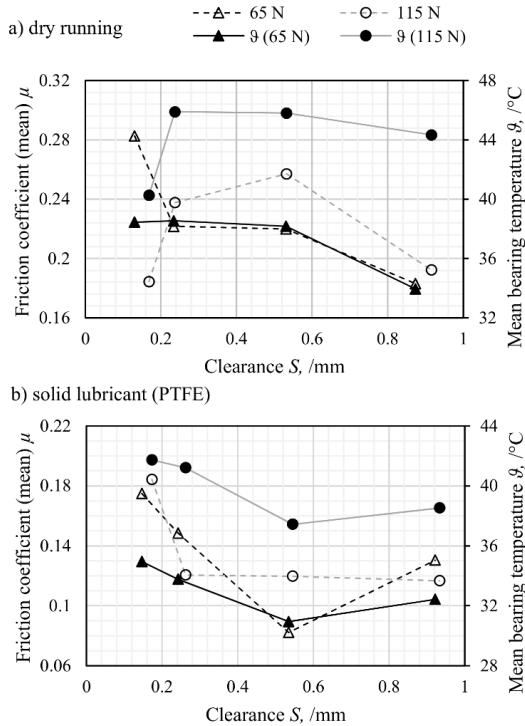 65 N 115 N
a) dry running
ϑ (65 N) ϑ (115 N)
Friction coefficient (mean) μ
0.32
0.28
0.24
0.2
0.16
48
44
40
36
32
Mean bearing temperature ϑ, /°C
0 0.2 0.4 0.6 0.8 1
Clearance S, /mm
b) solid lubricant (PTFE)
Friction coefficient (mean) μ
0.22
0.18
0.14
0.1
0.06
44
40
36
32
28
Mean bearing temperature ϑ, /°C
0 0.2 0.4 0.6 0.8 1
Clearance S, /mm